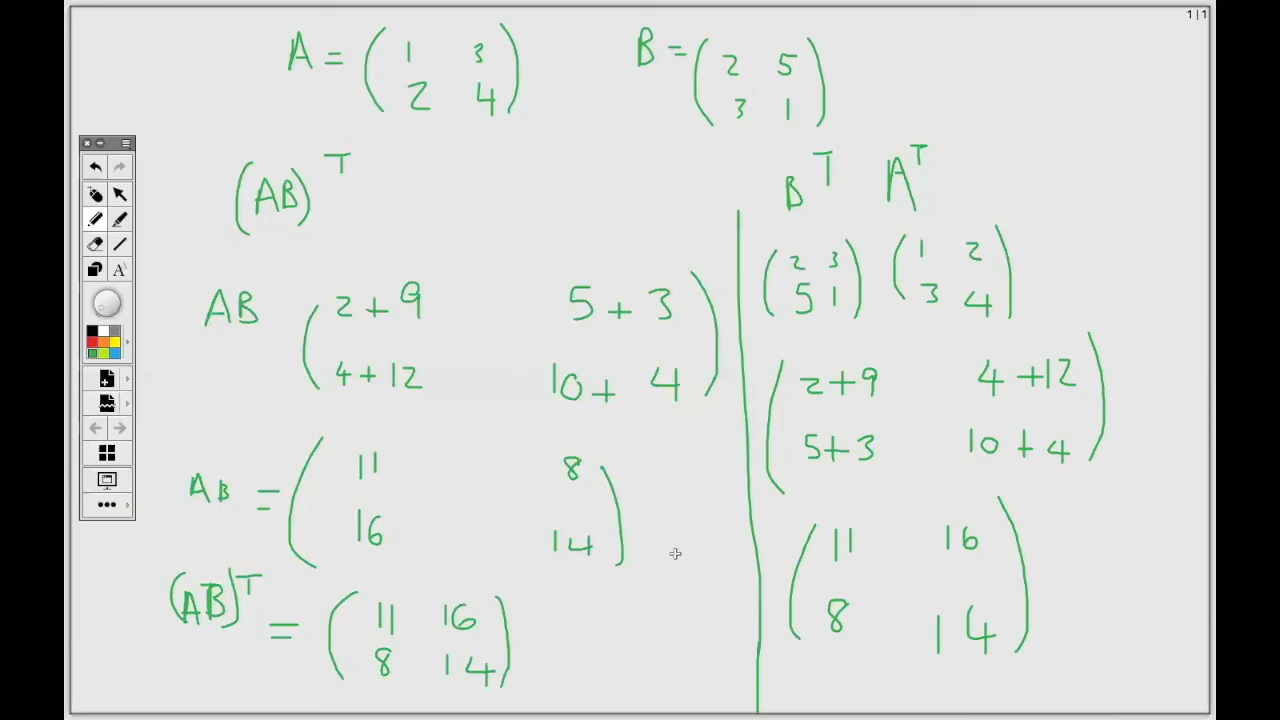 1|1
A = ( 1 3
2 4 )
B = ( 2 5
3 1 )
(AB)^T
AB ( 2 + 9 5 + 3
4 + 12 10 + 4 )
AB = ( 11 8
16 14 )
(AB)^T = ( 11 16
8 14 )
B^T A^T
( 2 3 ( 1 2
5 1 ) 3 4 )
( 2 + 9 4 + 12
5 + 3 10 + 4 )
( 11 16
8 14 )
A